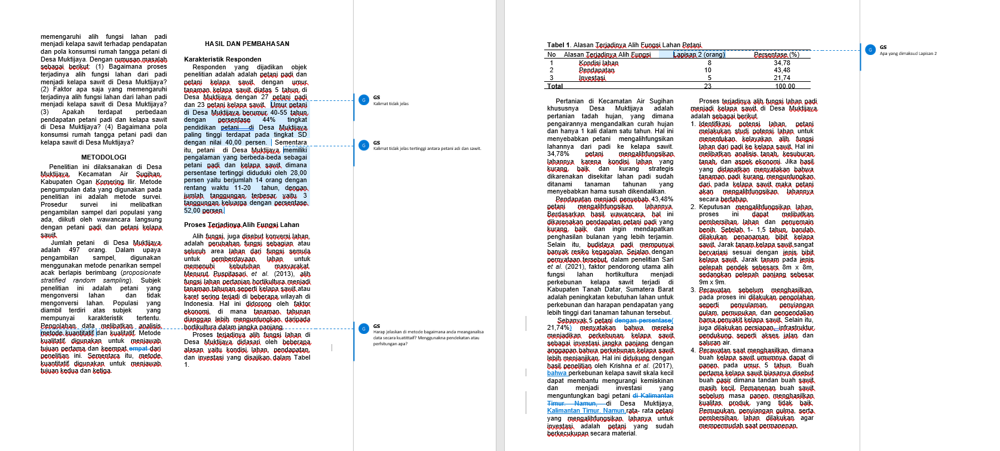 memengaruhi alih fungsi lahan padi
menjadi kelapa sawit terhadap pendapatan
dan pola konsumsi rumah tangga petani di
Desa Muktijaya. Dengan rumusan masalah
sebagai berikut: (1) Bagaimana proses
terjadinya alih fungsi lahan dari padi
menjadi kelapa sawit di Desa Muktijaya?
(2) Faktor apa saja yang memengaruhi
terjadinya alih fungsi lahan dari lahan padi
menjadi kelapa sawit di Desa Muktijaya?
(3) Apakah terdapat perbedaan
pendapatan petani padi dan kelapa sawit
di Desa Muktijaya? (4) Bagaimana pola
konsumsi rumah tangga petani padi dan
kelapa sawit di Desa Muktijaya?
METODOLOGI
Penelitian ini dilaksanakan di Desa
Muktijaya, Kecamatan Air Sugihan,
Kabupaten Ogan Komering Ilir. Metode
pengumpulan data yang digunakan pada
penelitian ini adalah metode survei.
Prosedur survei ini melibatkan
pengambilan sampel dari populasi yang
ada, diikuti oleh wawancara langsung
dengan petani padi dan petani kelapa
sawit.
Jumlah petani di Desa Muktijaya
adalah 497 orang. Dalam upaya
pengambilan sampel, digunakan
menggunakan metode penarikan sempel
acak berlapis berimbang (proposionate
stratified random sampling). Subjek
penelitian ini adalah petani yang
mengonversi lahan dan tidak
mengonversi lahan. Populasi yang
diambil terdiri atas subjek yang
mempunyai karakteristik tertentu.
Pengolahan data melibatkan analisis
metode kuantitatif dan kualitatif. Metode
kualitatif digunakan untuk menjawab
tujuan pertama dan keempat empat dari
penelitian ini. Sementara itu, metode
kuantitatif digunakan untuk menjawab
tujuan kedua dan ketiga.
HASIL DAN PEMBAHASAN
Karakteristik Responden
Responden yang dijadikan objek
penelitian adalah adalah petani padi dan
petani kelapa sawit dengan umur
tanaman kelapa sawit diatas 5 tahun di
Desa Muktijaya dengan 27 petani padi
dan 23 petani kelapa sawit. Umur petani
di Desa Muktijaya berumur 40-55 tahun
dengan persentase 44% tingkat
pendidikan petani di Desa Muktijaya
paling tinggi terdapat pada tingkat SD
dengan nilai 40,00 persen. Sementara
itu, petani di Desa Muktijaya memiliki
pengalaman yang berbeda-beda sebagai
petani padi dan kelapa sawit dimana
persentase tertinggi diduduki oleh 28,00
persen yaitu berjumlah 14 orang dengan
rentang waktu 11-20 tahun, dengan
jumlah tanggungan terbesar yaitu 3
tanggungan keluarga dengan persentase
52,00 persen.
Proses Terjadinya Alih Fungsi Lahan
Alih fungsi, juga disebut konversi lahan,
adalah perubahan fungsi sebagian atau
seluruh area lahan dari fungsi semula
untuk pemberdayaan lahan untuk
memenuhi kebutuhan masyarakat.
Menurut Puspitasari et al. (2013), alih
fungsi lahan pertanian hortikultura menjadi
tanaman tahunan seperti kelapa sawit atau
karet sering terjadi di beberapa wilayah di
Indonesia. Hal ini didorong oleh faktor
ekonomi, di mana tanaman tahunan
dianggap lebih menguntungkan daripada
hortikultura dalam jangka panjang.
Proses terjadinya alih fungsi lahan di
Desa Muktijaya didasari oleh beberapa
alasan yaitu kondisi lahan, pendapatan,
dan investasi yang disajikan dalam Tabel
1.
GS
Kalimat tidak jelas
GS
Kalimat tidak jelas tertinggi antara petani adi dan sawit.
GS
Harap jelaskan di metode bagaimana anda meanganalisa
data secara kuatittaif? Menggunakna pendekatan atau
perhitungan apa?
Tabel 1. Alasan Terjadinya Alih Fungsi Lahan Petani
No Alasan Terjadinya Alih Fungsi Lapisan 2 (orang) Persentase (%)
1 Kondisi lahan 8 34,78
2 Pendapatan 10 43,48
3 Investasi 5 21,74
Total 23 100,00
Pertanian di Kecamatan Air Sugihan
khususnya Desa Muktijaya adalah
pertanian tadah hujan, yang dimana
pengairannya mengandalkan curah hujan
dan hanya 1 kali dalam satu tahun. Hal ini
menyebabkan petani mengalihfungsikan
lahannya dari padi ke kelapa sawit.
34,78% petani mengalihfungsikan
lahannya karena kondisi lahan yang
kurang baik dan kurang strategis
dikarenakan disekitar lahan padi sudah
ditanami tanaman tahunan yang
menyebabkan hama susah dikendalikan.
Pendapatan menjadi penyebab 43,48%
petani mengalihfungsikan lahannya.
Berdasarkan hasil wawancara, hal ini
dikarenakan pendapatan petani padi yang
kurang baik dan ingin mendapatkan
penghasilan bulanan yang lebih terjamin.
Selain itu, budidaya padi mempunyai
banyak resiko kegagalan. Sejalan dengan
pernyataan tersebut, dalam penelitian Sari
et al. (2021), faktor pendorong utama alih
fungsi lahan hortikultura menjadi
perkebunan kelapa sawit terjadi di
Kabupaten Tanah Datar, Sumatera Barat
adalah peningkatan kebutuhan lahan untuk
perkebunan dan harapan pendapatan yang
lebih tinggi dari tanaman tahunan tersebut.
Sebanyak 5 petani dengan persentase(
21,74%) menyatakan bahwa mereka
menjadikan perkebunan kelapa sawit
sebagai investasi jangka panjang dengan
anggapan bahwa perkebunan kelapa sawit
lebih menjanjikan. Hal ini didukung dengan
hasil penelitian oleh Krishna et al. (2017),
bahwa perkebunan kelapa sawit skala kecil
dapat membantu mengurangi kemiskinan
dan menjadi investasi yang
menguntungkan bagi petani di Kalimantan
Timur. Namun, di Desa Muktijaya,
Kalimantan Timur. Namun,rata- rata petani
yang mengalihfungsikan lahanya untuk
investasi adalah petani yang sudah
berkecukupan secara material.
Proses terjadinya alih fungsi lahan padi
menjadi kelapa sawit di Desa Muktijaya
adalah sebagai berikut.
1. Identifikasi potensi lahan, petani
melakukan studi potensi lahan untuk
menentukan kelayakan alih fungsi
lahan dari padi ke kelapa sawit. Hal ini
melibatkan analisis tanah, kesuburan
tanah, dan aspek ekonomi. Jika hasil
yang didapatkan menyatakan bahwa
tanaman padi kurang menguntungkan
dari pada kelapa sawit maka petani
akan mengalihfungsikan lahannya
secara bertahap.
2. Keputusan mengalihfungsikan lahan,
proses ini dapat melibatkan
pembersihan lahan dan penyemain
benih. Setelah 1- 1,5 tahun, barulah
dilakukan penanaman bibit kelapa
sawit. Jarak tanam kelapa sawit sangat
bervariasi sesuai dengan jenis bibit
kelapa sawit. Jarak tanam pada jenis
pelepah pendek sebesars 8m x 8m,
sedangkan pelepah panjang sebesar
9m x 9m.
3. Perawatan sebelum menghasilkan,
pada proses ini dilakukan pengolahan
seperti penyulaman, penyiangan
gulam, pemupukan, dan pengendalian
hama penyakit kelapa sawit. Selain itu,
juga dilakukan persiapan infrastruktur
pendukung seperti akses jalan dan
saluran air.
4. Perawatan saat menghasilkan, dimana
buah kelapa sawit umumnya dapat di
panen pada umur 5 tahun. Buah
pertama kelapa sawit biasanya disebut
buah pasir dimana tandan buah sawit
masih kecil. Pemanenan buah sawit
sebelum masa panen menghasilkan
kualitas produk yang tidak baik.
Pemupukan, penyiangan gulma, serta
pembersihan lahan dilakukan agar
mempermudah saat permanenan.
GS
Apa yang dimaksud Lapisan 2